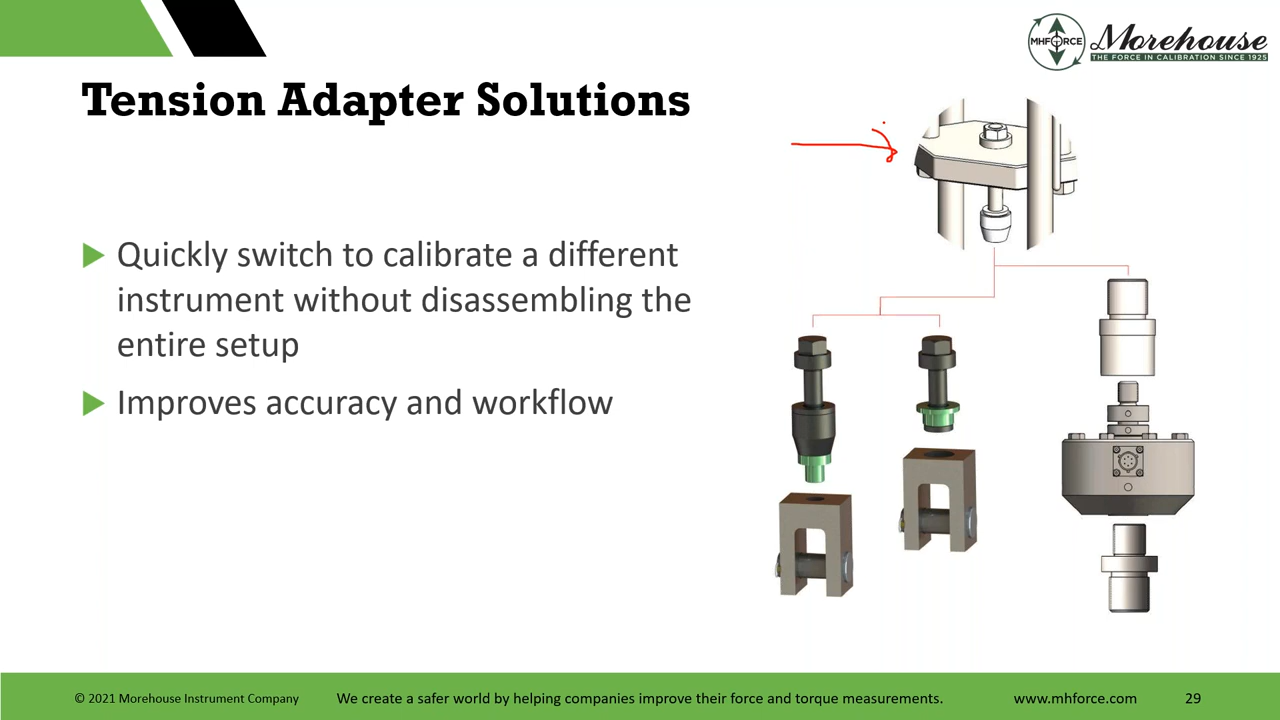 MHFORCE
Morehouse
THE FORCE IN CALIBRATION SINCE 1925
Tension Adapter Solutions
Quickly switch to calibrate a different
instrument without disassembling the
entire setup
Improves accuracy and workflow
© 2021 Morehouse Instrument Company
We create a safer world by helping companies improve their force and torque measurements.
www.mhforce.com
29